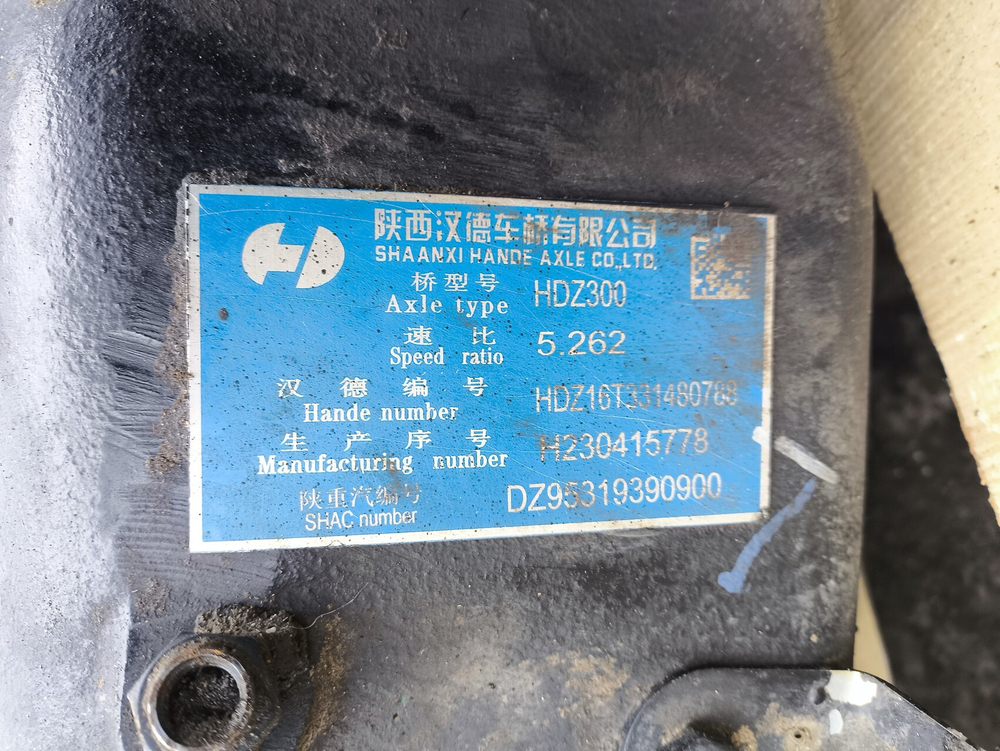 陕西汉德车桥有限公司
SHAANXI HANDE AXLE CO.,LTD.
桥型号
Axle type HDZ300
速比
Speed ratio 5.262
汉德编号
Hande number HDZ16T331480788
生产序号
Manufacturing number H230415778
陕重汽编号
SHAC number DZ95319390900